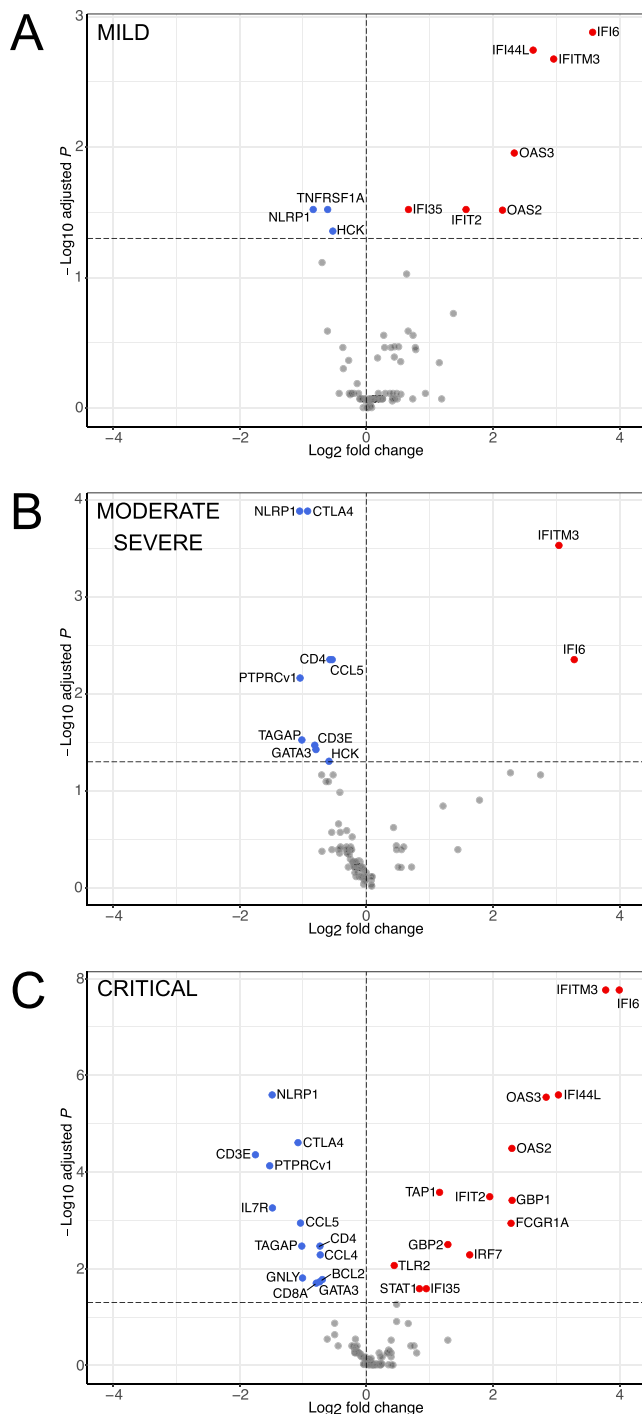 A
MILD
3
IFI6
IFI44L
IFITM3
2
OAS3
TNFRSF1A
NLRP1
IFI35
IFIT2
OAS2
HCK
1
0
−Log10 adjusted P
−4 −2 0 2 4
Log2 fold change
B
MODERATE
SEVERE
4
NLRP1 CTLA4
IFITM3
3
CD4
CCL5
IFI6
PTPRCv1
2
TAGAP
CD3E
GATA3
HCK
1
0
−Log10 adjusted P
−4 −2 0 2 4
Log2 fold change
C
CRITICAL
8
IFITM3
IFI6
6
NLRP1
OAS3
IFI44L
CTLA4
CD3E
PTPRCv1
OAS2
4
TAP1
IFIT2
GBP1
IL7R
CCL5
FCGR1A
TAGAP
CD4
CCL4
GBP2
IRF7
2
TLR2
GNLY
BCL2
CD8A
GATA3
STAT1
IFI35
0
−Log10 adjusted P
−4 −2 0 2 4
Log2 fold change